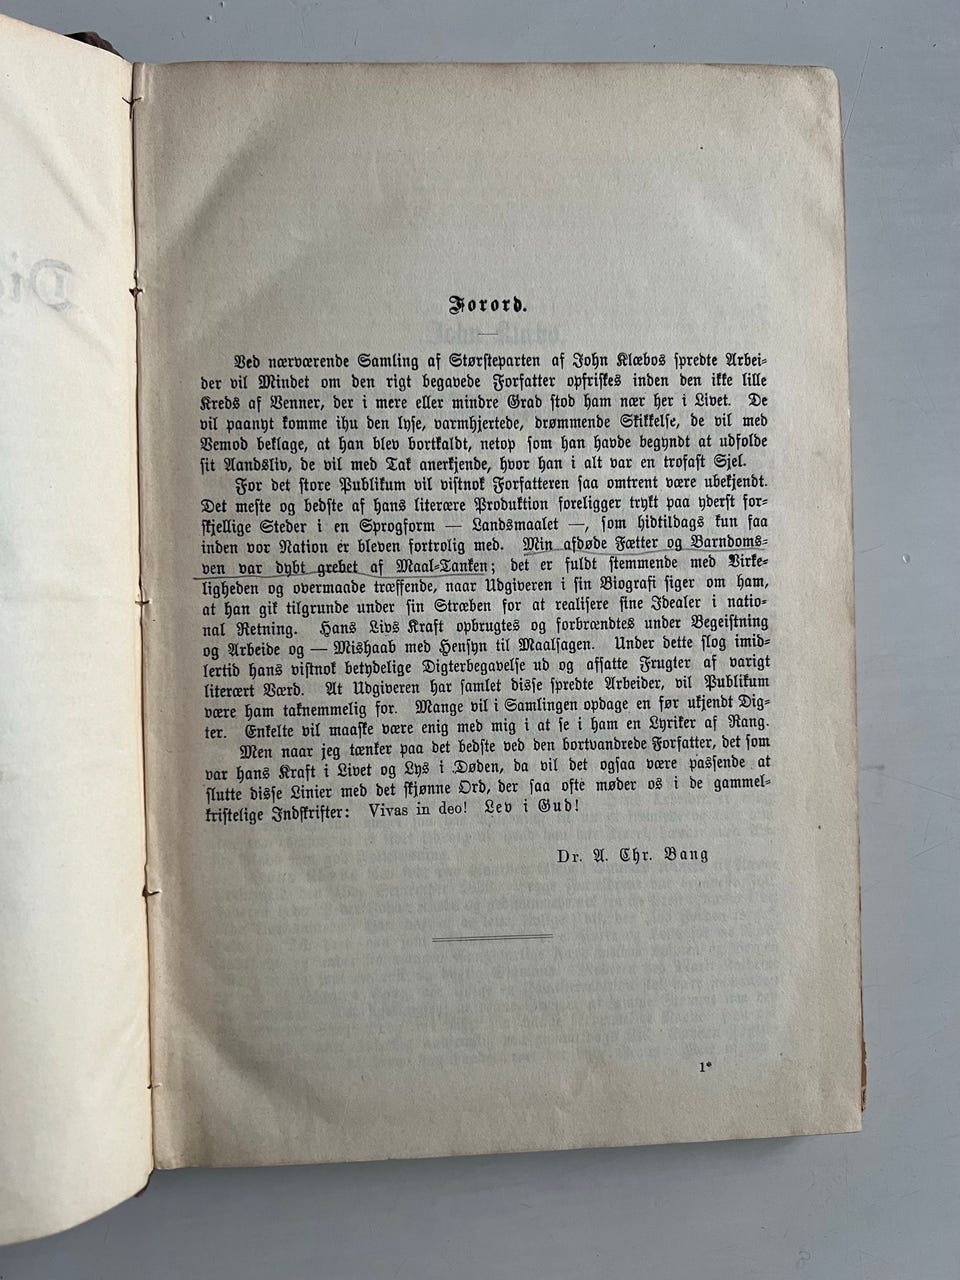 Forord.
Ved nærværende Samling af Størsteparten af John Klæbos spredte Arbei-
der vil Mindet om den rigt begavede Forfatter opfriskes inden den ikke lille
Kreds af Venner, der i mere eller mindre Grad stod ham nær her i Livet. De
vil paanyt komme ihu den lyse, varmhjertede, drømmende Skikkelse, de vil med
Vemod beklage, at han blev bortkaldt, netop som han havde begyndt at udfolde
sit Aandsliv, de vil med Tak anerkjende, hvor han i alt var en trofast Sjel.
For det store Publikum vil vistnok Forfatteren saa omtrent være ubekjendt.
Det meste og bedste af hans literære Produktion foreligger trykt paa yderst for-
skjellige Steder i en Sprogform — Landsmaalet —, som hidtildags kun faa
inden vor Nation er bleven fortrolig med. Min afdøde Fætter og Barndoms-
ven var dybt grebet af Maal-Tanken; det er fuldt stemmende med Virke-
ligheden og overmaade træffende, naar Udgiveren i sin Biografi siger om ham,
at han gik tilgrunde under sin Stræben for at realisere sine Idealer i natio-
nal Retning. Hans Livs Kraft opbrugtes og forbrændtes under Begeistning
og Arbeide og — Mishaab med Hensyn til Maalsagen. Under dette slog imid-
lertid hans vistnok betydelige Digterbegavelse ud og afsatte Frugter af varigt
literært Værd. At Udgiveren har samlet disse spredte Arbeider, vil Publikum
være ham taknemmelig for. Mange vil i Samlingen opdage en før ukjendt Dig-
ter. Enkelte vil maaske være enig med mig i at se i ham en Lyriker af Rang.
Men naar jeg tænker paa det bedste ved den bortvandrede Forfatter, det som
var hans Kraft i Livet og Lys i Døden, da vil det ogsaa være passende at
slutte disse Linier med det skjønne Ord, der saa ofte møder os i de gammel-
kristelige Indskrifter: Vivas in deo! Lev i Gud!
Dr. A. Chr. Bang
1*